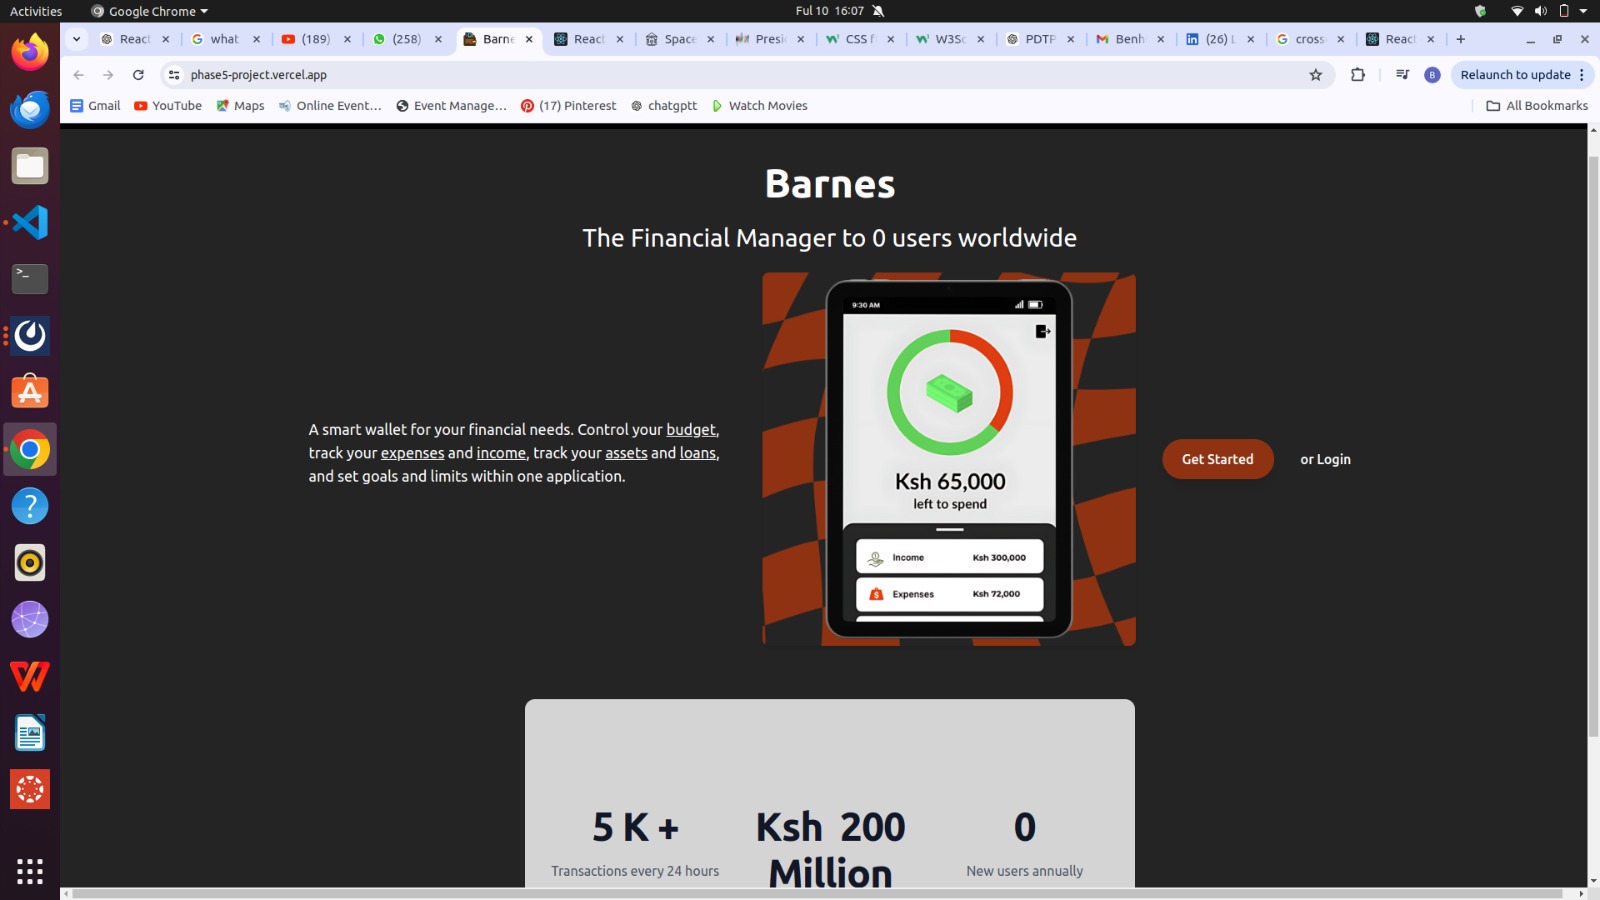 Activities
Google Chrome
Ful 10 16:07
React
what
(189)
(258)
Barne
React
Space
Presi
CSS f
W3Sc
PDTP
Benh
(26) L
cross
React
phase5-project.vercel.app
B
Relaunch to update
Gmail
YouTube
Maps
Online Event...
Event Manage...
(17) Pinterest
chatgptt
Watch Movies
All Bookmarks
Barnes
The Financial Manager to 0 users worldwide
A smart wallet for your financial needs. Control your budget,
track your expenses and income, track your assets and loans,
and set goals and limits within one application.
9:30 AM
Ksh 65,000
left to spend
Income Ksh 300,000
Expenses Ksh 72,000
Get Started
or Login
5 K +
Transactions every 24 hours
Ksh 200
Million
0
New users annually